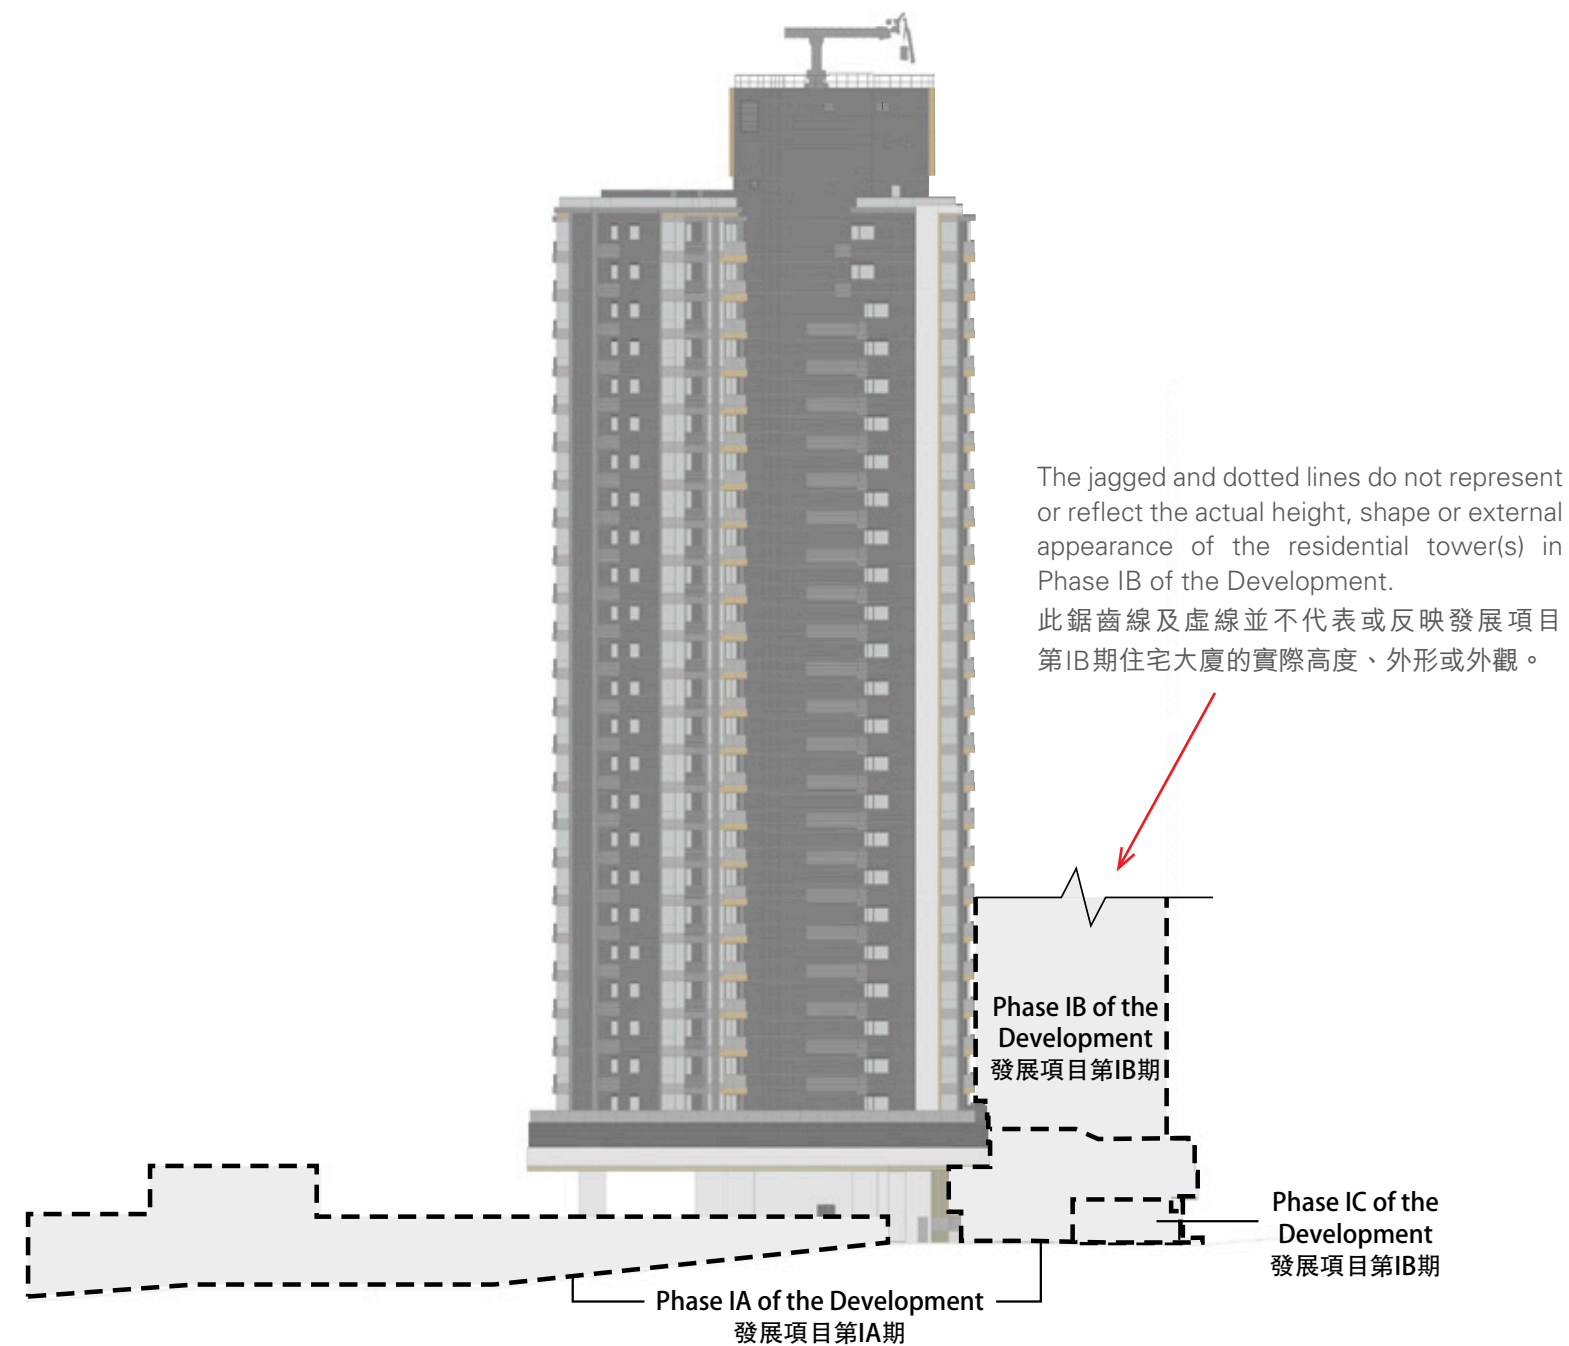 The jagged and dotted lines do not represent
or reflect the actual height, shape or external
appearance of the residential tower(s) in
Phase IB of the Development.
此鋸齒線及虛線並不代表或反映發展項目
第IB期住宅大廈的實際高度、外形或外觀。
Phase IB of the
Development
發展項目第IB期
Phase IC of the
Development
發展項目第IB期
Phase IA of the Development
發展項目第IA期